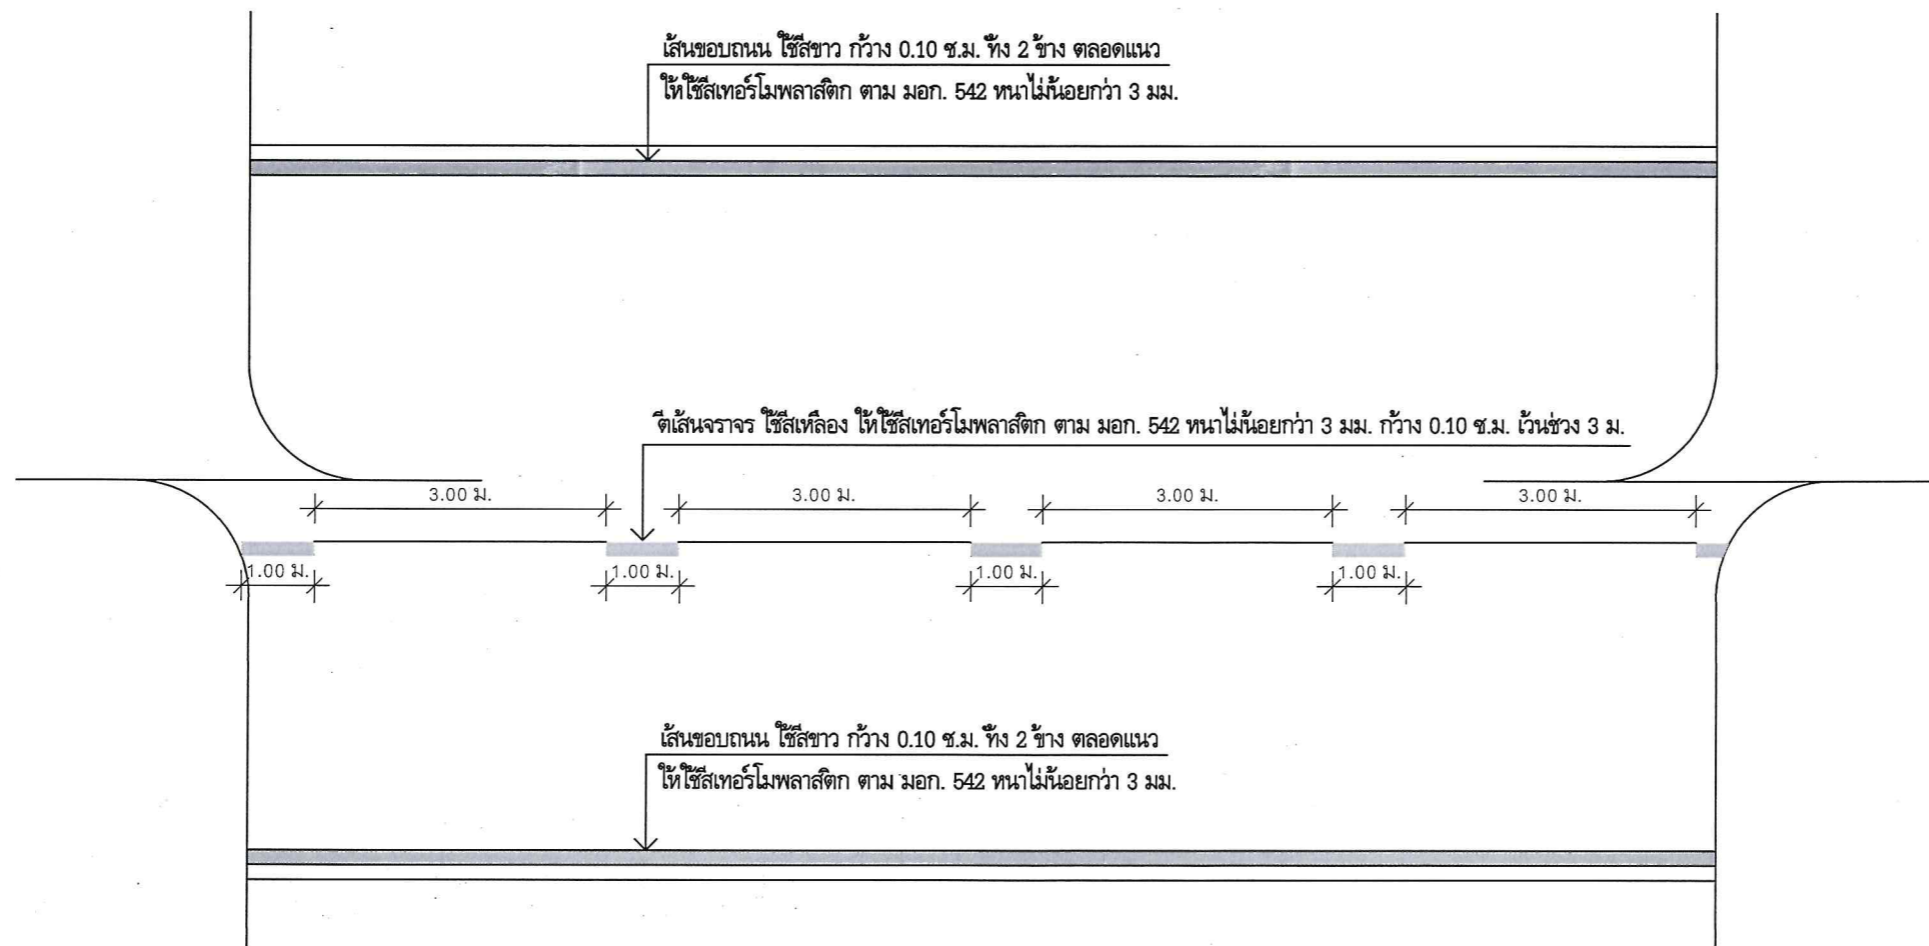 เส้นขอบถนน ใช้สีขาว กว้าง 0.10 ซ.ม. ทั้ง 2 ข้าง ตลอดแนว
ให้ใช้สีเทอร์โมพลาสติก ตาม มอก. 542 หนาไม่น้อยกว่า 3 มม.
ตีเส้นจราจร ใช้สีเหลือง ให้ใช้สีเทอร์โมพลาสติก ตาม มอก. 542 หนาไม่น้อยกว่า 3 มม. กว้าง 0.10 ซ.ม. เว้นช่วง 3 ม.
3.00 ม. 3.00 ม. 3.00 ม. 3.00 ม.
1.00 ม. 1.00 ม. 1.00 ม. 1.00 ม.
เส้นขอบถนน ใช้สีขาว กว้าง 0.10 ซ.ม. ทั้ง 2 ข้าง ตลอดแนว
ให้ใช้สีเทอร์โมพลาสติก ตาม มอก. 542 หนาไม่น้อยกว่า 3 มม.